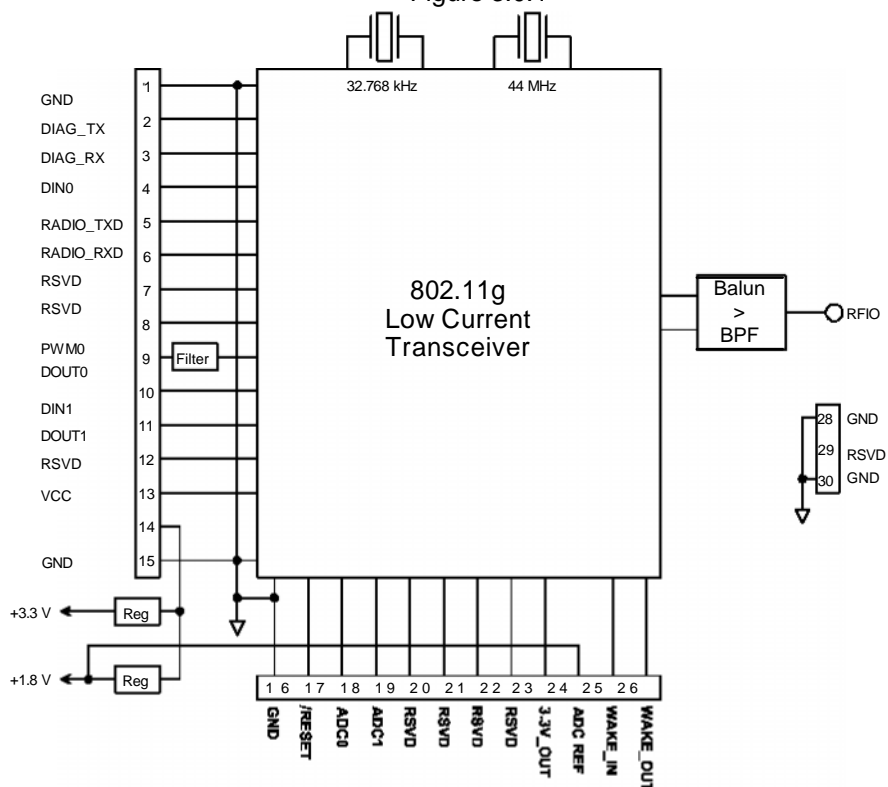 Figure
32.768 kHz
44 MHz
GND
DIAG_TX
DIAG_RX
DIN0
RADIO_TXD
RADIO_RXD
RSVD
RSVD
PWM0
DOUT0
DIN1
DOUT1
RSVD
VCC
GND
1
2
3
4
5
6
7
8
9
10
11
12
13
14
15
Filter
802.11g
Low Current
Transceiver
Balun
>
BPF
RFIO
28 GND
29 RSVD
30 GND
+3.3 V
Reg
+1.8 V
Reg
16 17 18 19 20 21 22 23 24 25 26 26
GND
/RESET
ADC0
ADC1
RSVD
RSVD
RSVD
RSVD
3.3V_OUT
ADC REF
WAKE_IN
WAKE_OUT